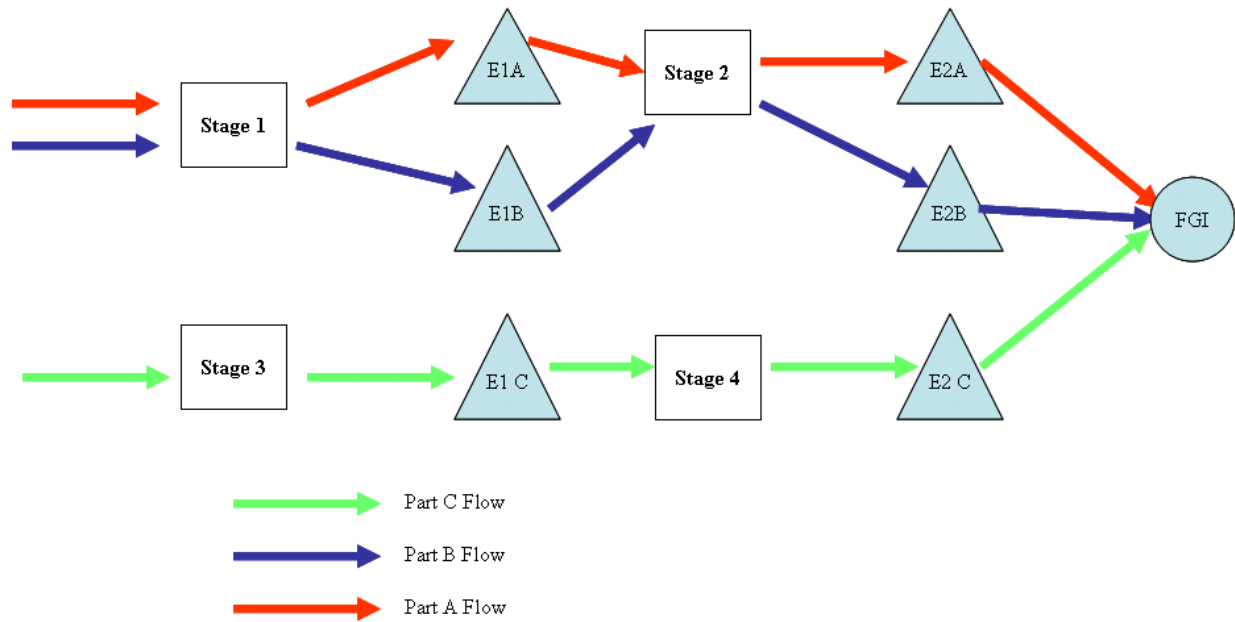 E1A
Stage 2
E2A
Stage 1
E1B
E2B
FGI
Stage 3
E1 C
Stage 4
E2 C
Part C Flow
Part B Flow
Part A Flow